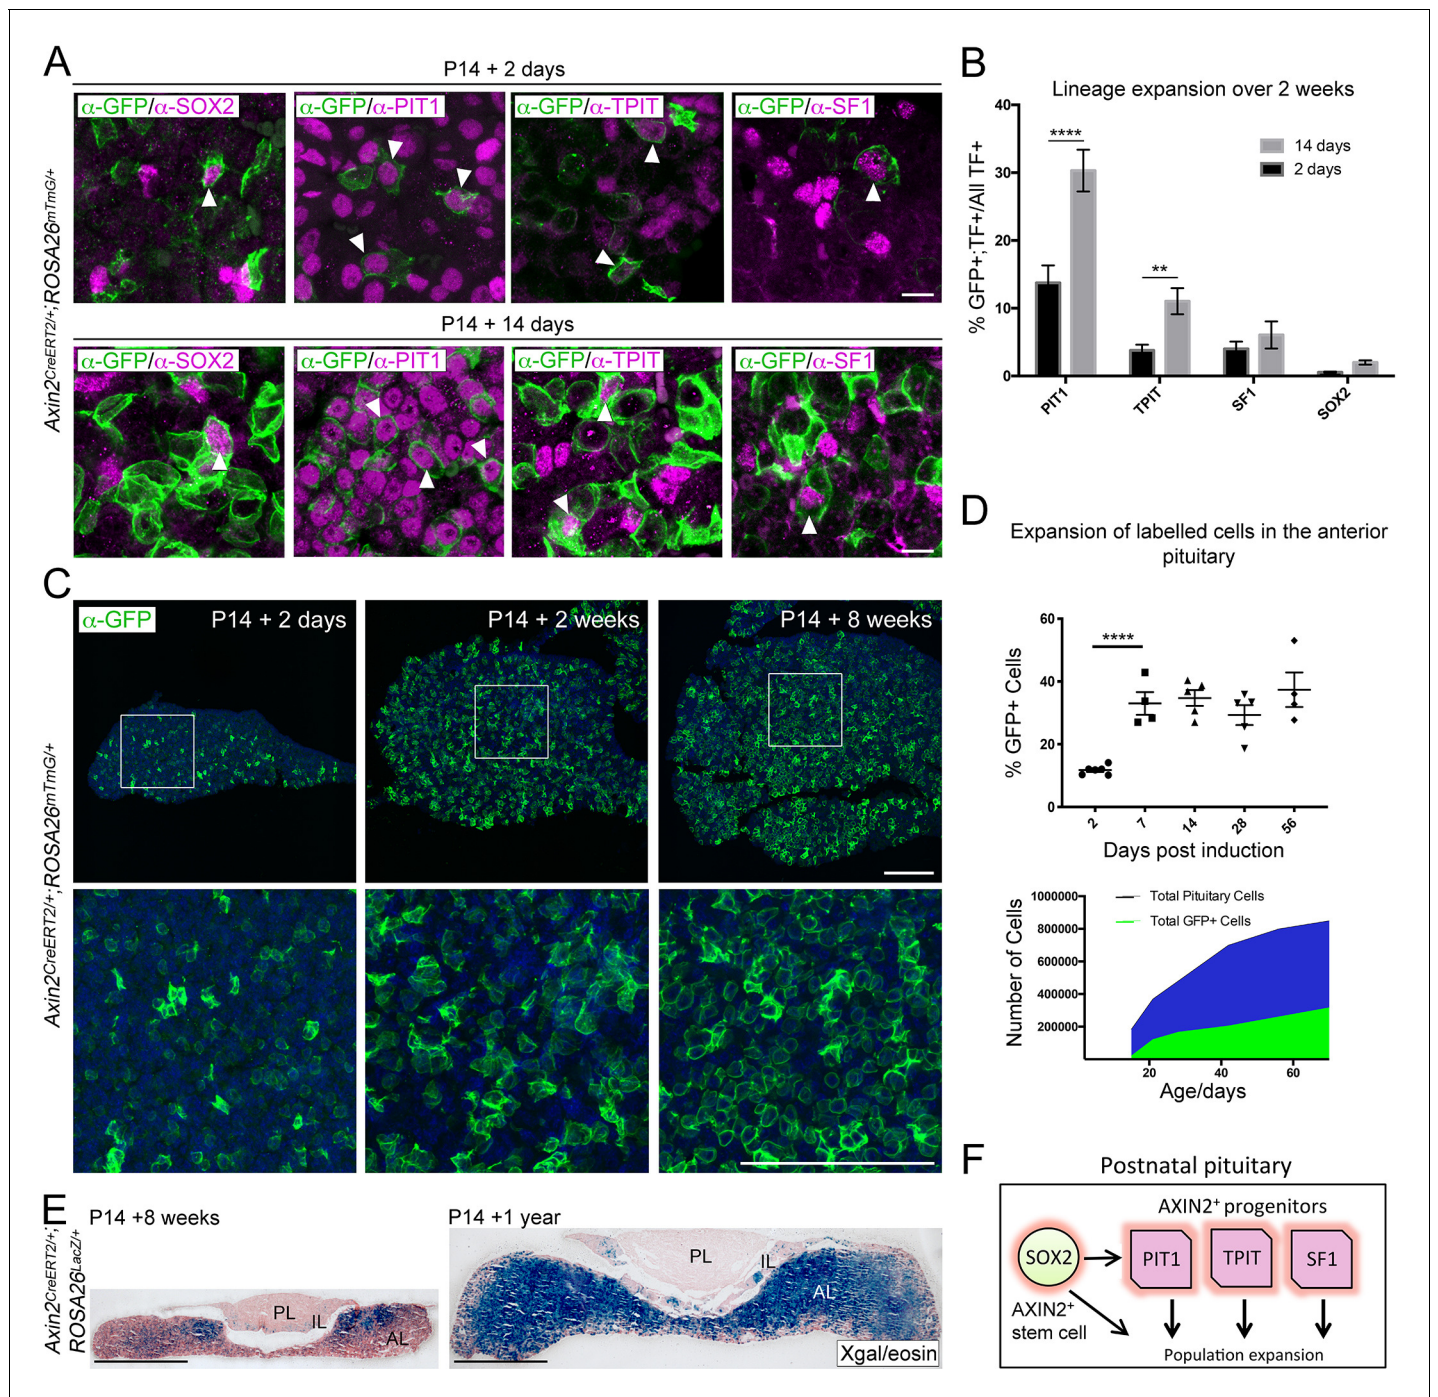 A
P14 + 2 days
α-GFP/α-SOX2
α-GFP/α-PIT1
α-GFP/α-TPIT
α-GFP/α-SF1
Axin2CreERT2/+;ROSA26mTmG/+
P14 + 14 days
α-GFP/α-SOX2
α-GFP/α-PIT1
α-GFP/α-TPIT
α-GFP/α-SF1
B
Lineage expansion over 2 weeks
% GFP+;TF+/All TF+
40
30
20
10
0
****
**
14 days
2 days
PIT1
TPIT
SF1
SOX2
C
α-GFP
P14 + 2 days
P14 + 2 weeks
P14 + 8 weeks
Axin2CreERT2/+;ROSA26mTmG/+
D
Expansion of labelled cells in the anterior
pituitary
% GFP+ Cells
60
40
20
0
****
2
7
14
28
56
Days post induction
Number of Cells
1000000
800000
600000
400000
200000
Total Pituitary Cells
Total GFP+ Cells
20
40
60
Age/days
E
Axin2CreERT2/+;
ROSA26LacZ/+
P14 +8 weeks
PL
IL
AL
P14 +1 year
PL
IL
AL
Xgal/eosin
F
Postnatal pituitary
AXIN2+ progenitors
SOX2
PIT1
TPIT
SF1
AXIN2+
stem cell
Population expansion